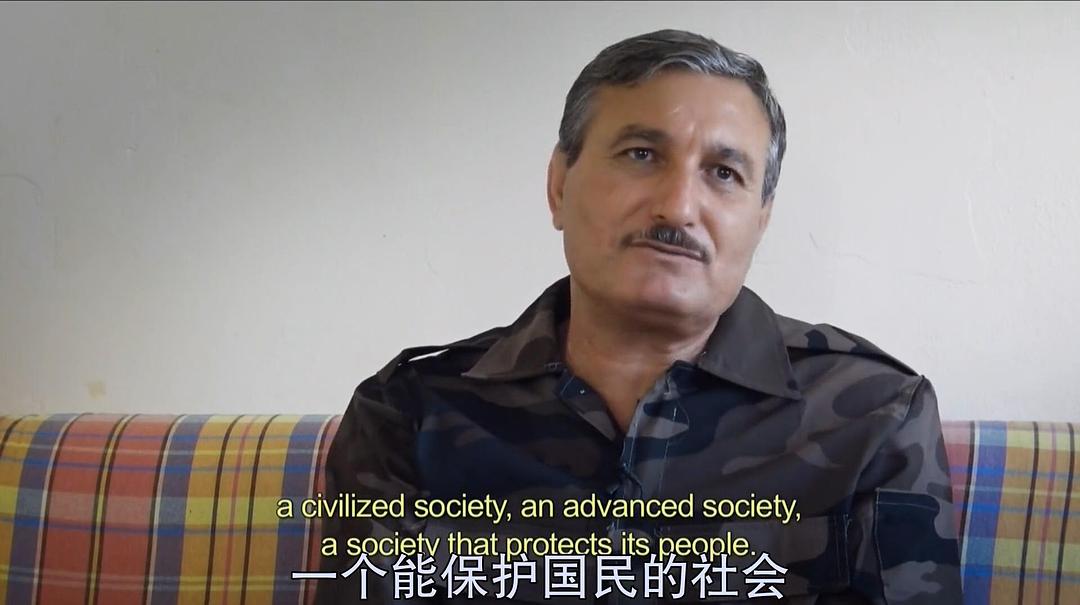 a civilized society, an advanced society,
a society that protects its people.
一个能保护国民的社会